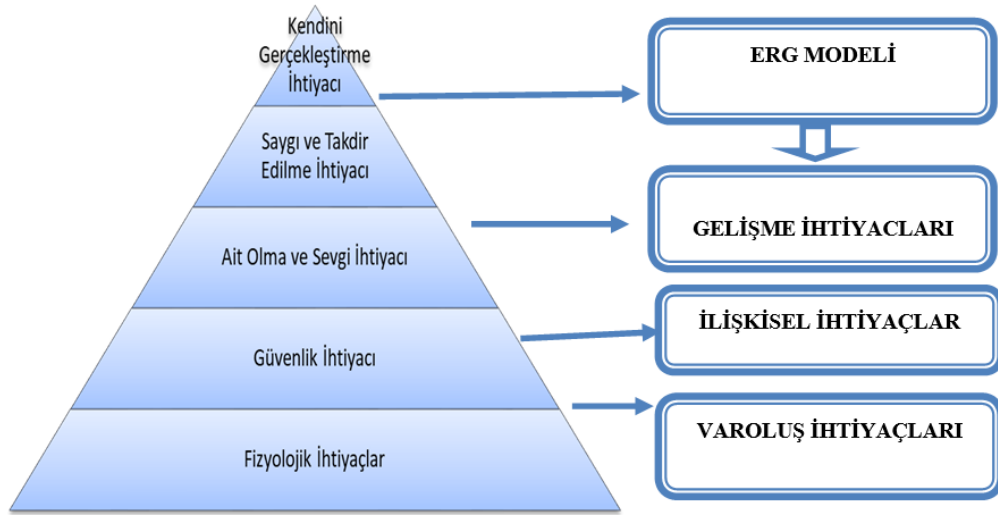 Kendini
Gerçekleştirme
İhtiyacı
Saygı ve Takdir
Edilme İhtiyacı
Ait Olma ve Sevgi İhtiyacı
Güvenlik İhtiyacı
Fizyolojik İhtiyaçlar
ERG MODELİ
GELİŞME İHTİYACLARI
İLİŞKİSEL İHTİYAÇLAR
VAROLUŞ İHTİYAÇLARI